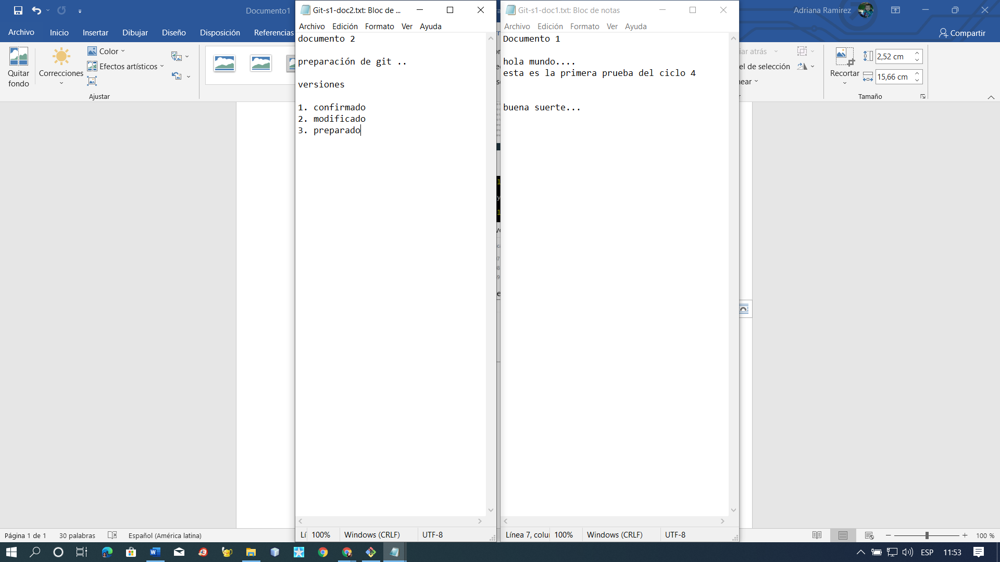 Documento1
Adriana Ramirez
Archivo
Inicio
Insertar
Dibujar
Diseño
Disposición
Referencias
Compartir
Quitar fondo
Correcciones
Color
Efectos artísticos
Ajustar
de selección
Recortar
2,52 cm
15,66 cm
Tamaño
Git-s1-doc2.txt: Bloc de ...
Archivo Edición Formato Ver Ayuda
documento 2
preparación de git ..
versiones
1. confirmado
2. modificado
3. preparado
100%
Windows (CRLF)
UTF-8
Git-s1-doc1.txt: Bloc de notas
Archivo Edición Formato Ver Ayuda
Documento 1
hola mundo....
esta es la primera prueba del ciclo 4
buena suerte...
Línea 7, colu
100%
Windows (CRLF)
UTF-8
Página 1 de 1
30 palabras
Español (América latina)
100 %
ESP
11:53